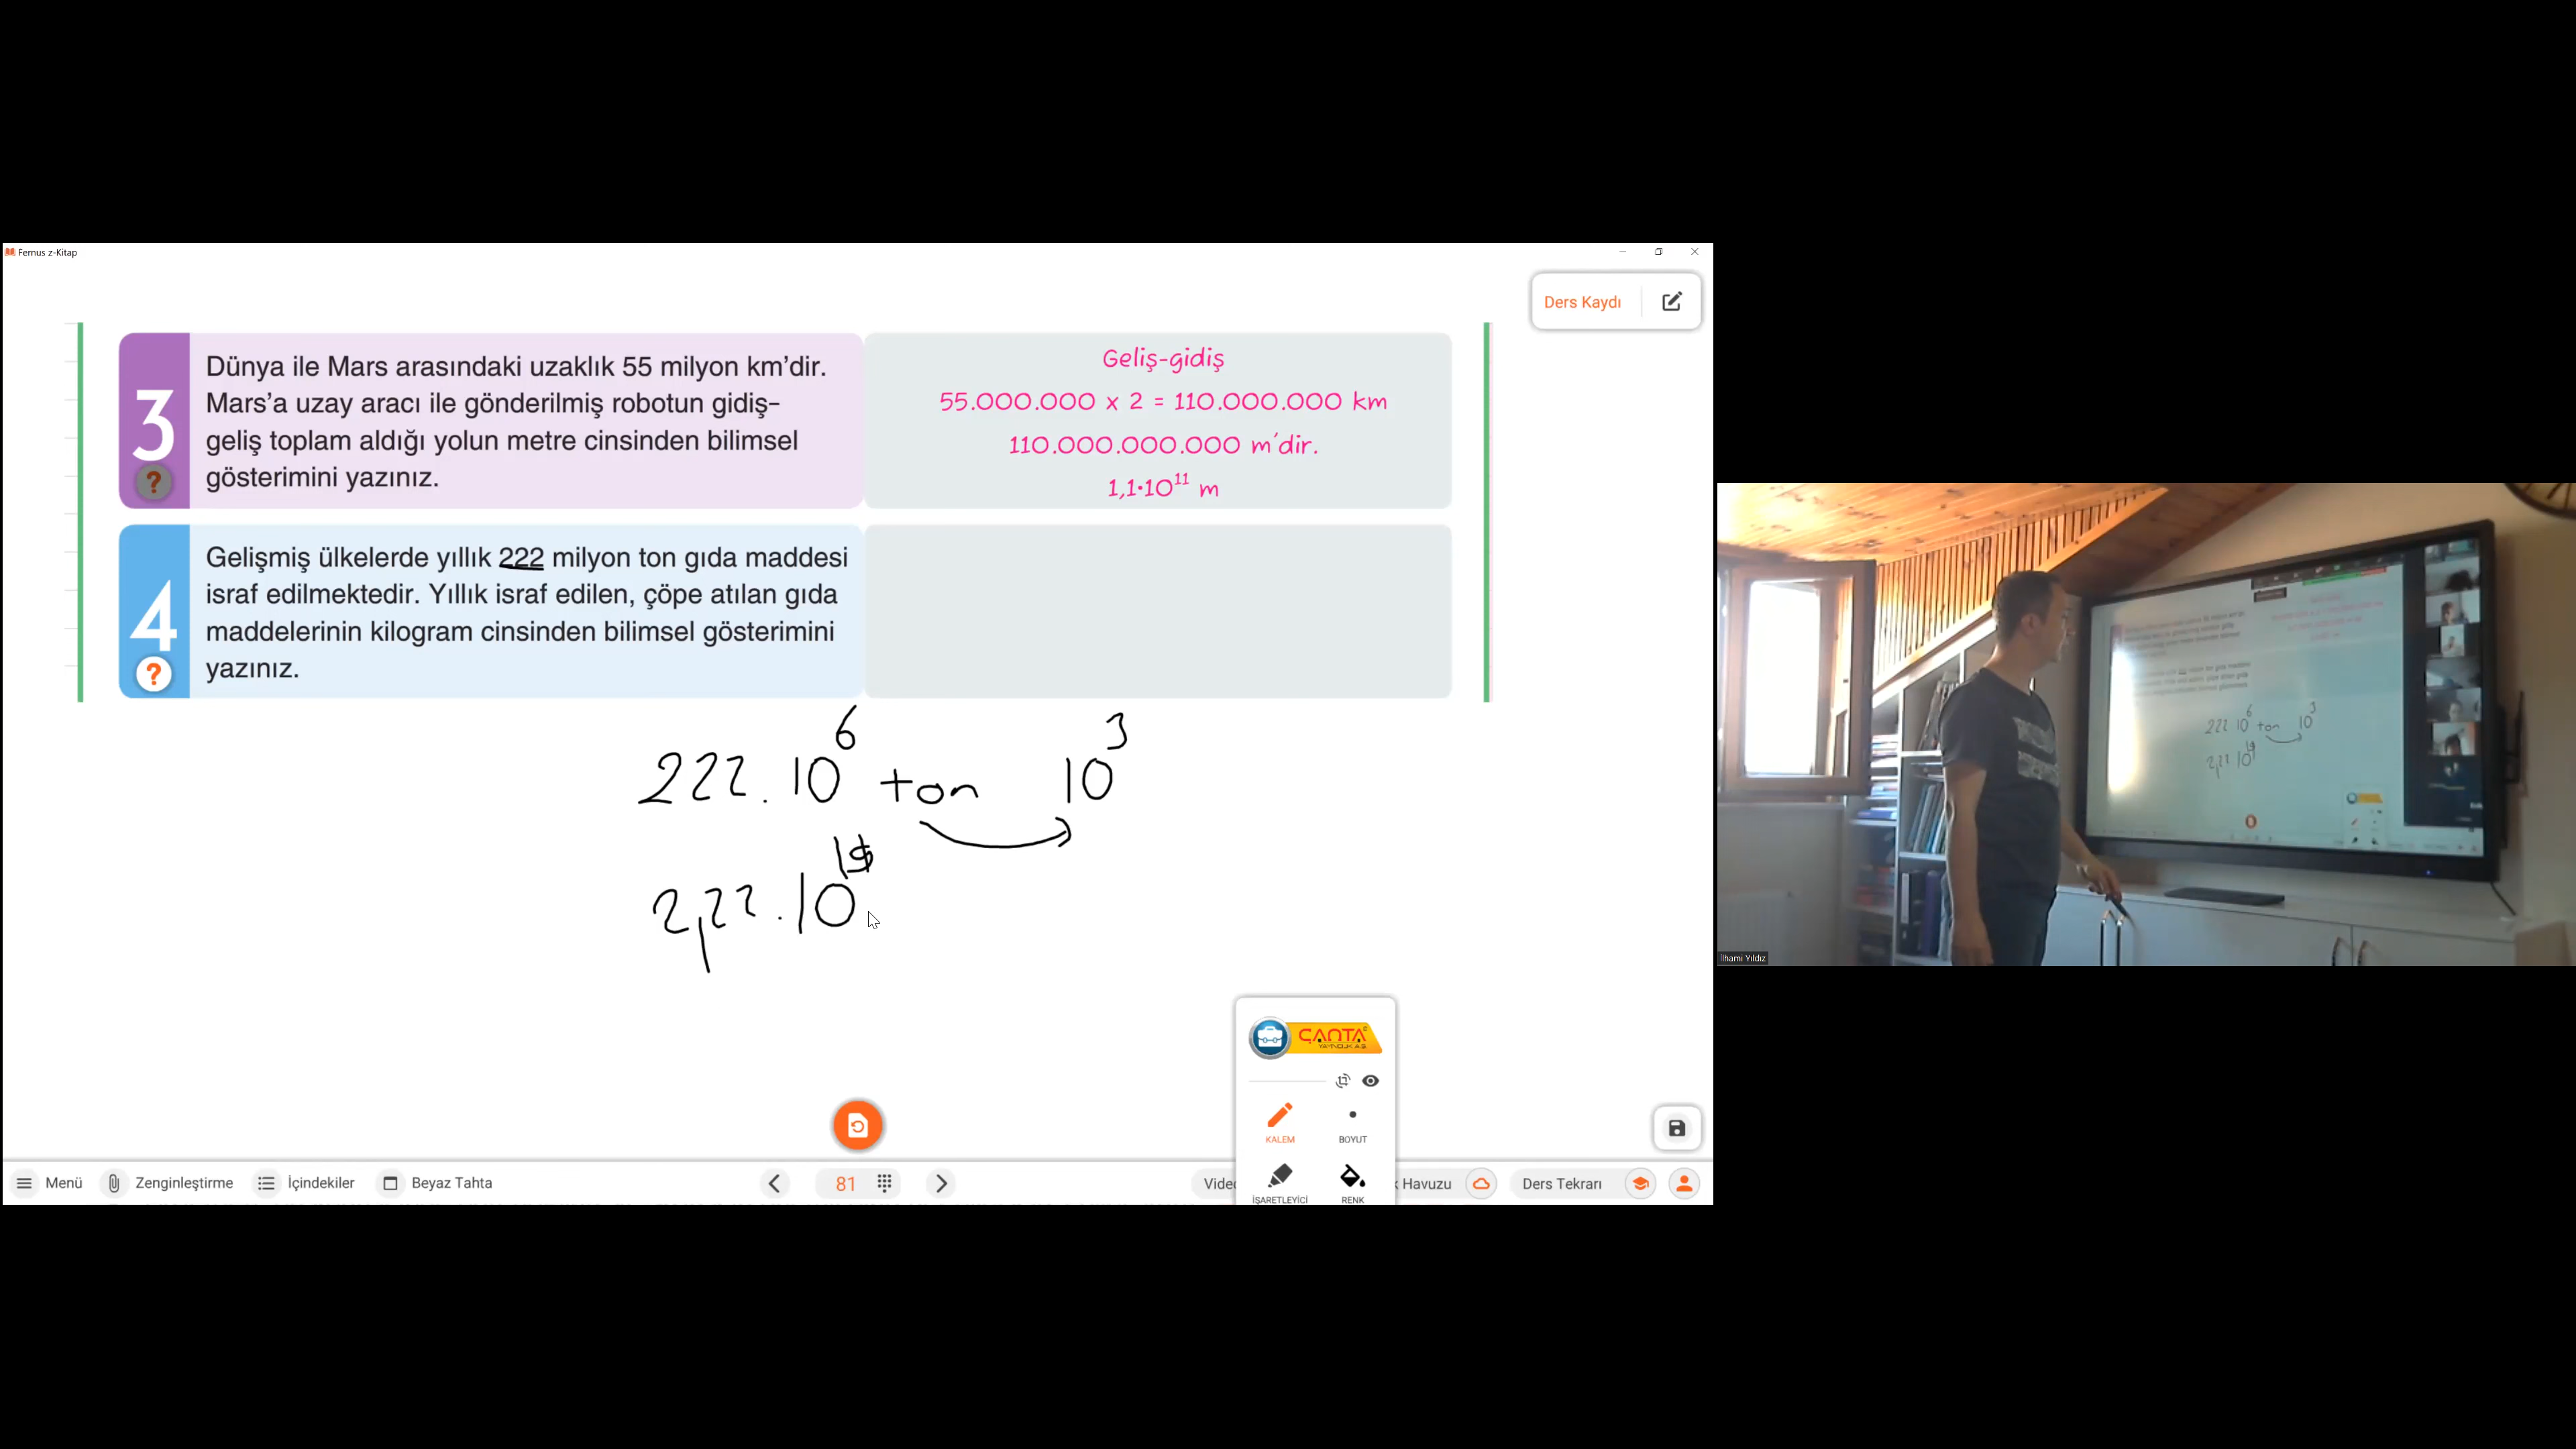 Fernus z-Kitap
Ders Kaydı
3
Dünya ile Mars arasındaki uzaklık 55 milyon km'dir.
Mars'a uzay aracı ile gönderilmiş robotun gidiş-
geliş toplam aldığı yolun metre cinsinden bilimsel
gösterimini yazınız.
?
Geliş-gidiş
55.000.000 x 2 = 110.000.000 km
110.000.000.000 m'dir.
1,1·10¹¹ m
4
Gelişmiş ülkelerde yıllık 222 milyon ton gıda maddesi
israf edilmektedir. Yıllık israf edilen, çöpe atılan gıda
maddelerinin kilogram cinsinden bilimsel gösterimini
yazınız.
?
222.10⁶ ton 10³
2,22.10
İlhami Yıldız
ÇANTA
YAYINCILIK A.Ş.
KALEM
BOYUT
İŞARETLEYİCİ
RENK
Menü
Zenginleştirme
İçindekiler
Beyaz Tahta
81
Video
k Havuzu
Ders Tekrarı